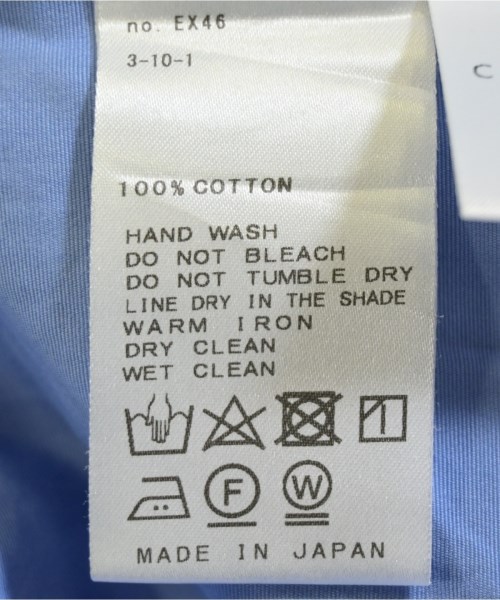 no. EX46
3-10-1
100% COTTON
HAND WASH
DO NOT BLEACH
DO NOT TUMBLE DRY
LINE DRY IN THE SHADE
WARM IRON
DRY CLEAN
WET CLEAN
F W
MADE IN JAPAN